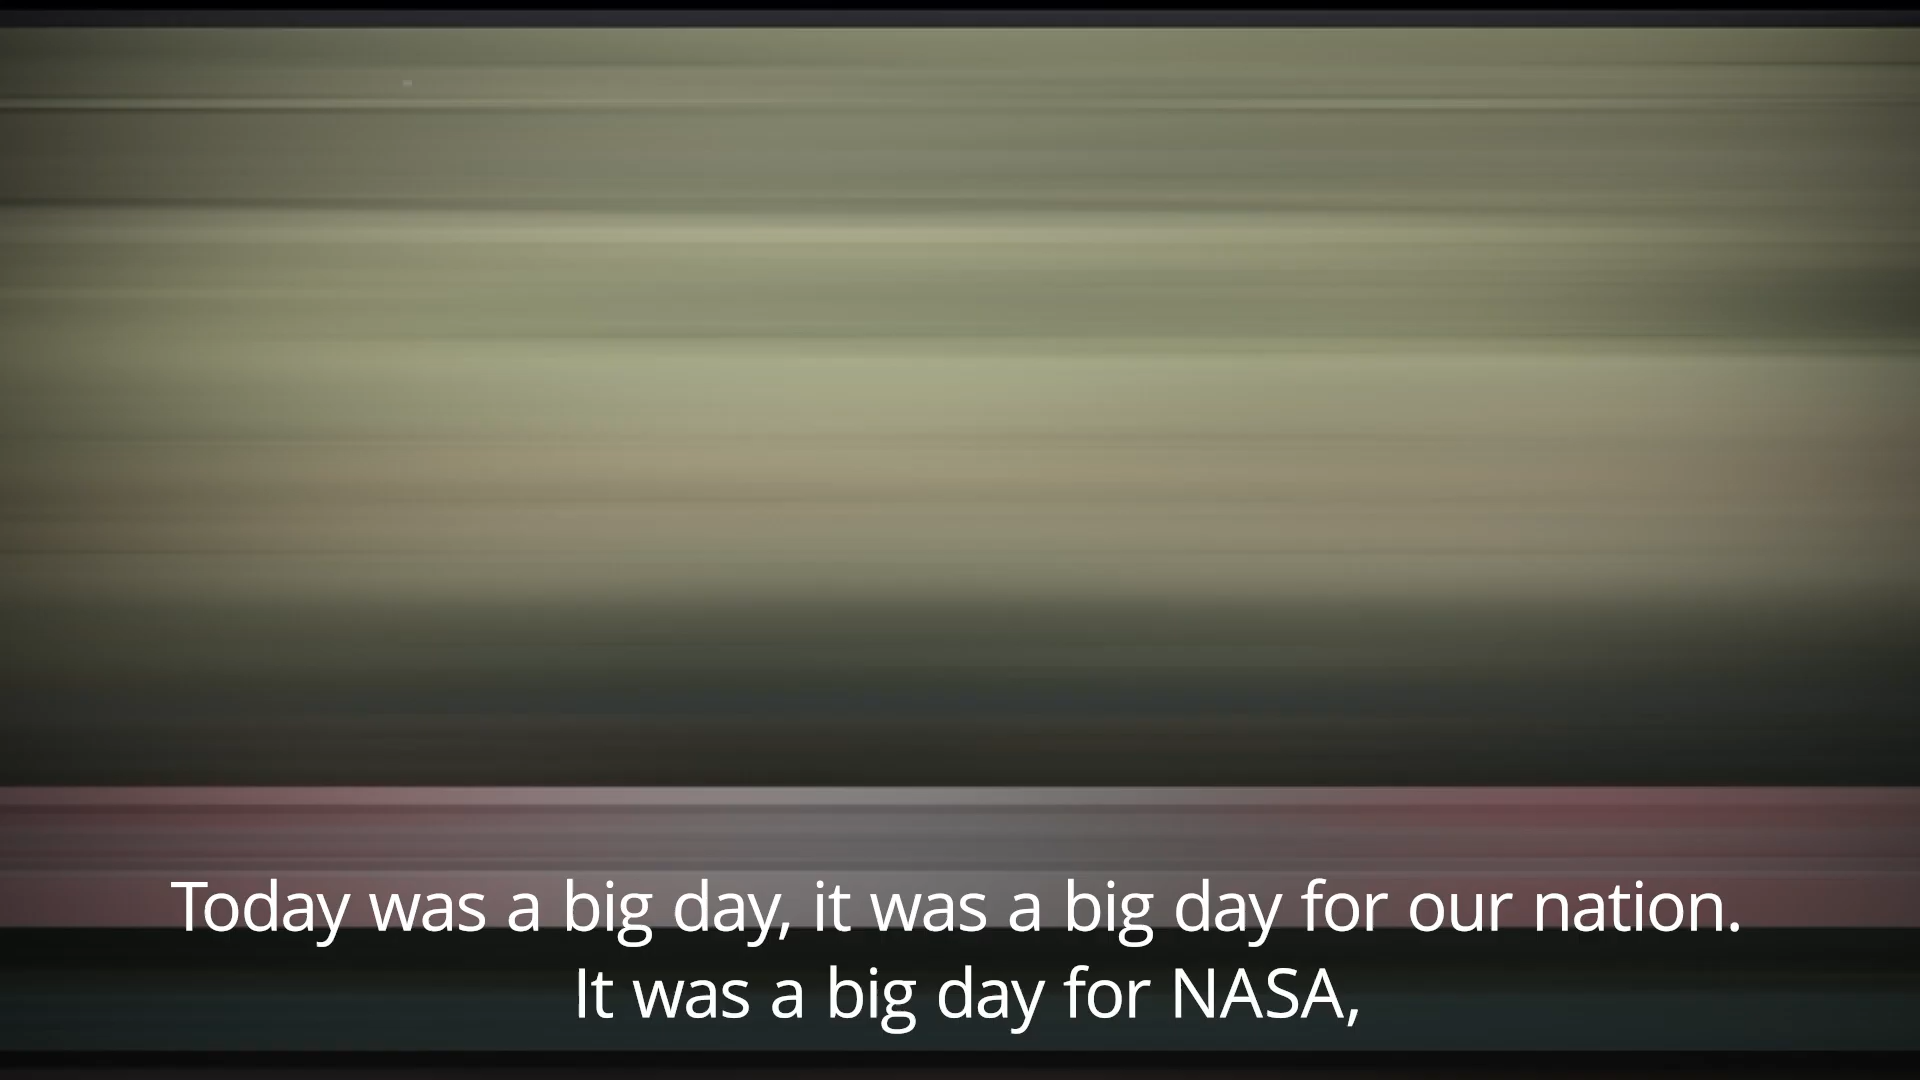 Today was a big day, it was a big day for our nation.
It was a big day for NASA,